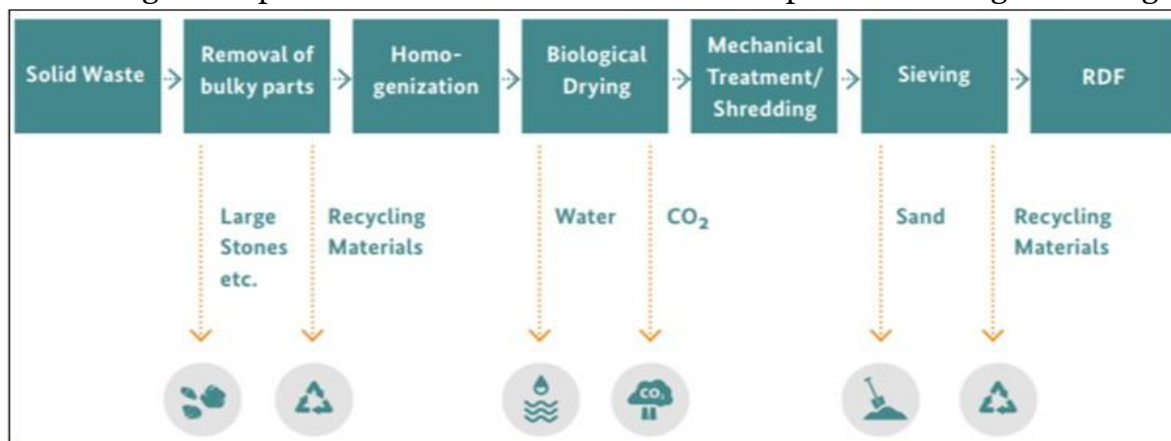 Solid Waste
Removal of
bulky parts
Homo-
genization
Biological
Drying
Mechanical
Treatment/
Shredding
Sieving
RDF
Large
Stones
etc.
Recycling
Materials
Water
CO₂
Sand
Recycling
Materials
CO₂